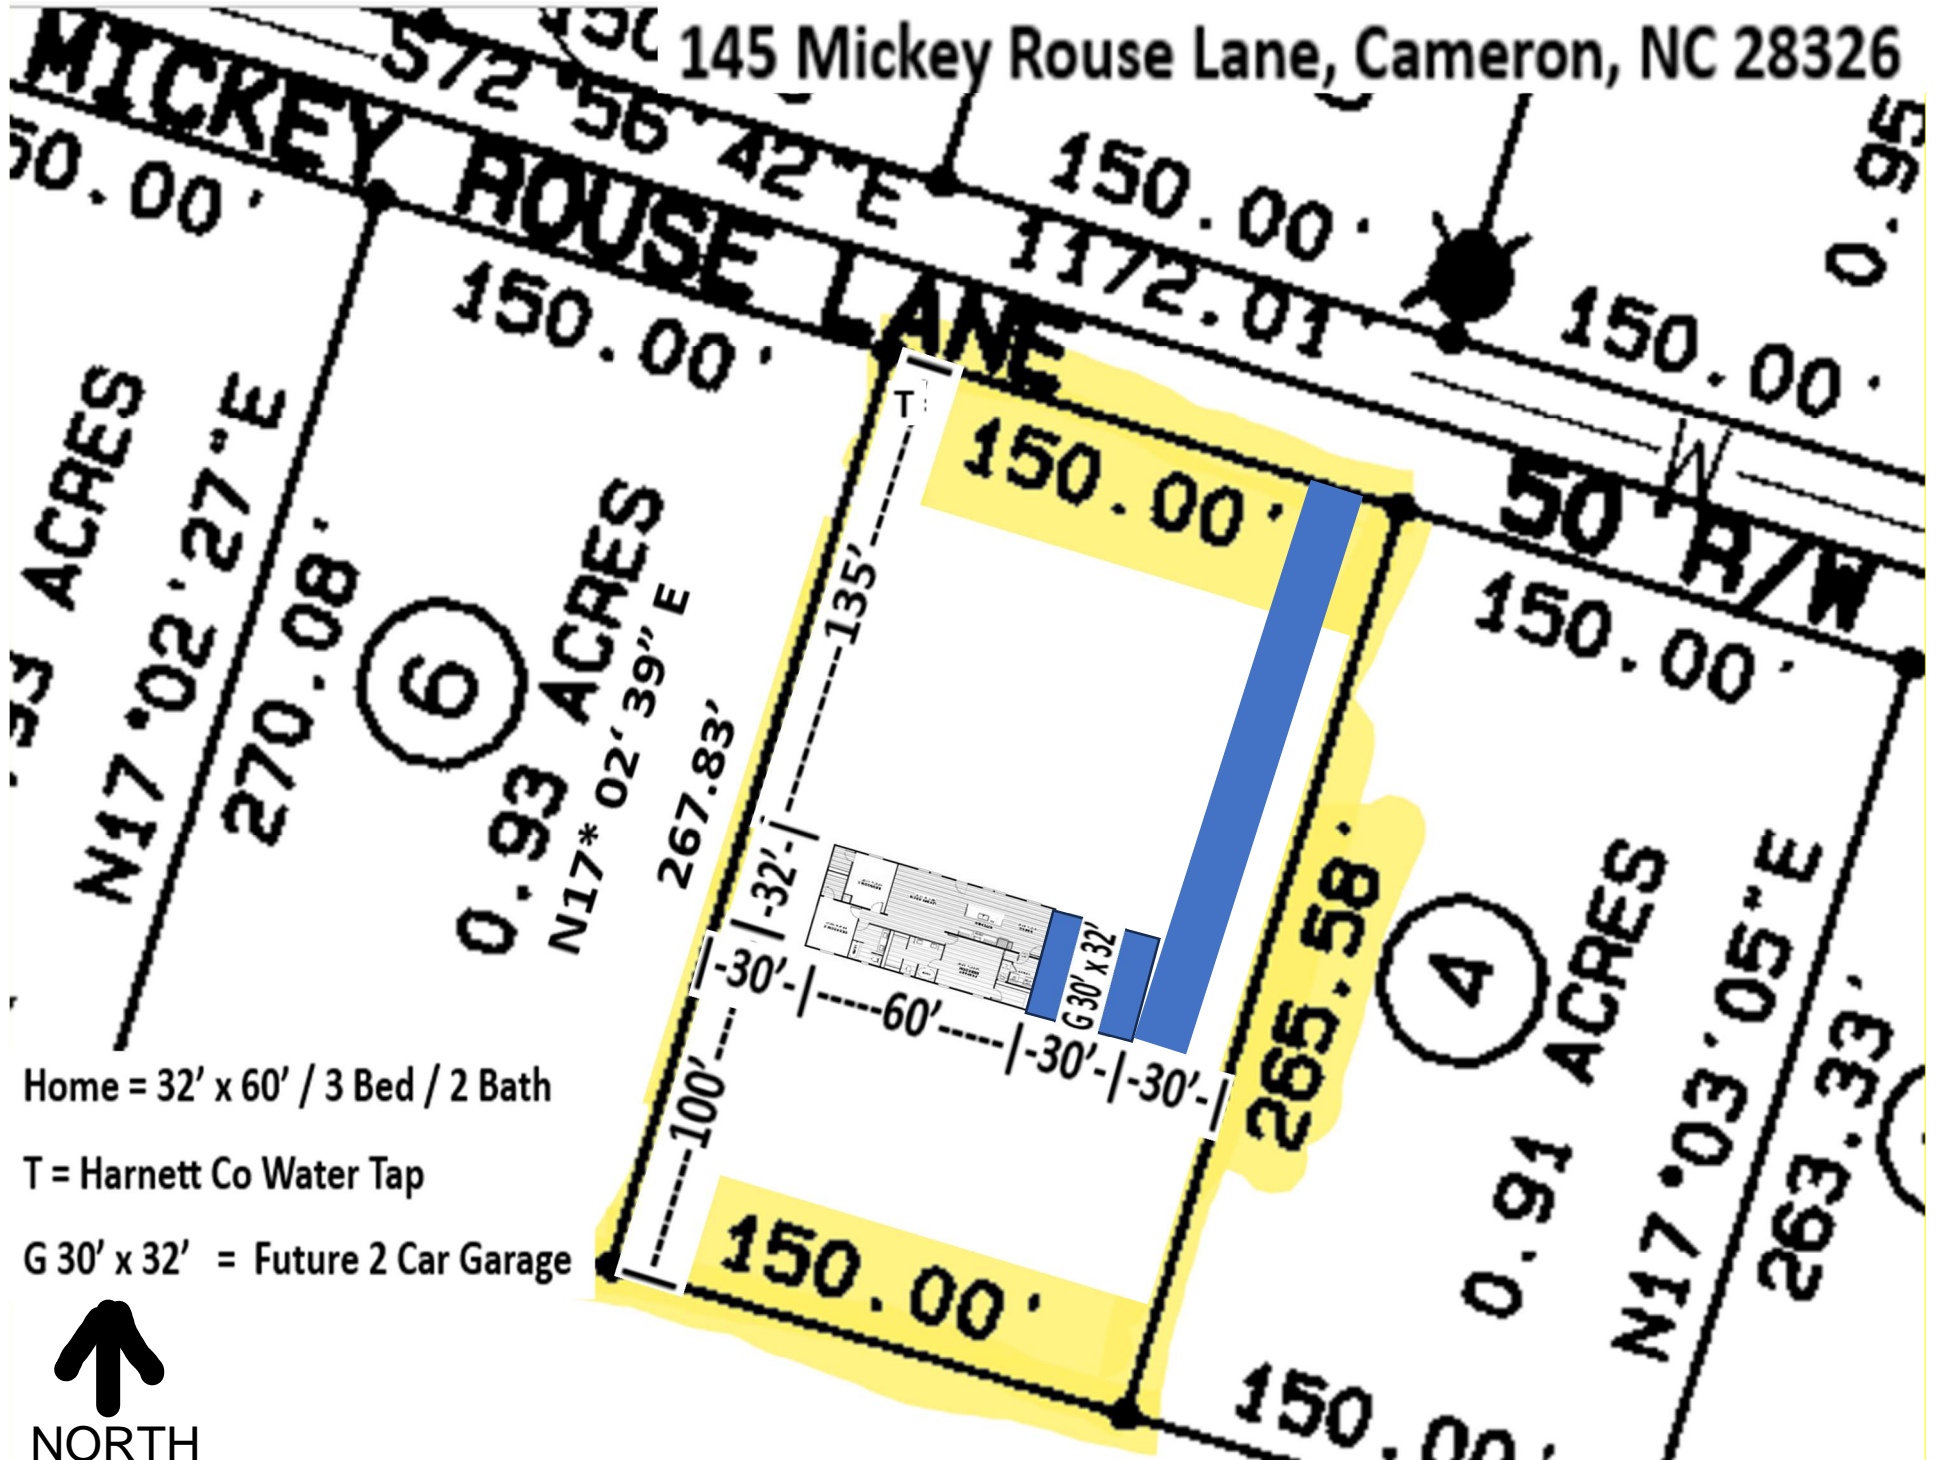 145 Mickey Rouse Lane, Cameron, NC 28326
S72°56'42"E
MICKEY ROUSE LANE
1172.01'
150.00'
150.00'
150.00'
150.00'
150.00'
50'R/W
W
T
135'
-32'-
-30'-
-----60'-----
G 30' x 32'
-30'-
-30'-
100'
150.00'
265.58'
ACRES
N17°02'27"E
270.08'
6
0.93 ACRES
N17* 02' 39" E
267.83'
4
0.91 ACRES
N17°03'05"E
263.33'
0.95
Home = 32' x 60' / 3 Bed / 2 Bath
T = Harnett Co Water Tap
G 30' x 32' = Future 2 Car Garage
NORTH